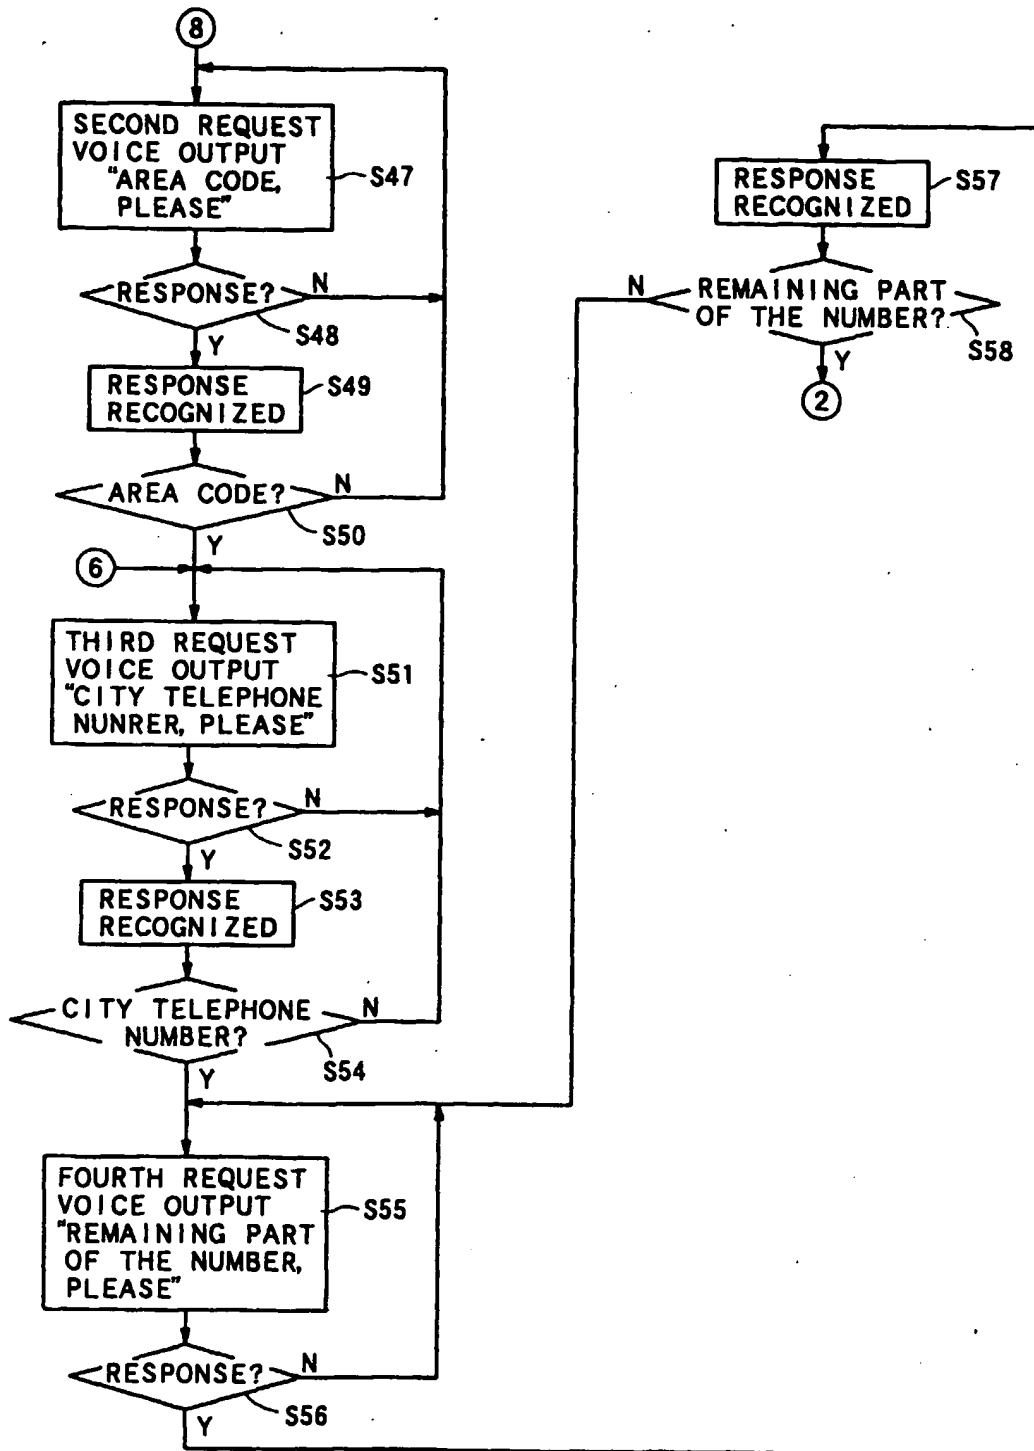 8
SECOND REQUEST
VOICE OUTPUT
"AREA CODE,
PLEASE"
S47
RESPONSE?
N
S48
Y
RESPONSE
RECOGNIZED
S49
AREA CODE?
N
S50
Y
6
THIRD REQUEST
VOICE OUTPUT
"CITY TELEPHONE
NUNRER, PLEASE"
S51
RESPONSE?
N
S52
Y
RESPONSE
RECOGNIZED
S53
CITY TELEPHONE
NUMBER?
N
S54
Y
FOURTH REQUEST
VOICE OUTPUT
"REMAINING PART
OF THE NUMBER,
PLEASE"
S55
RESPONSE?
N
S56
Y
RESPONSE
RECOGNIZED
S57
N
REMAINING PART
OF THE NUMBER?
S58
Y
2